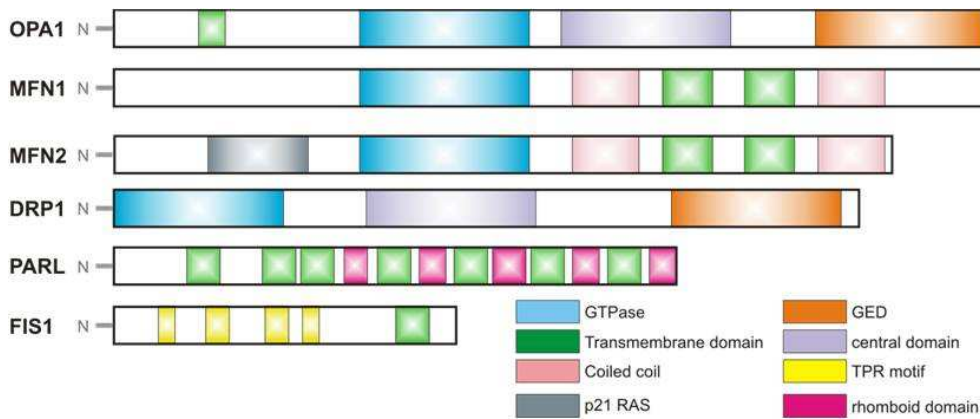 OPA1 N
MFN1 N
MFN2 N
DRP1 N
PARL N
FIS1 N
GTPase
GED
Transmembrane domain
central domain
Coiled coil
TPR motif
p21 RAS
rhomboid domain